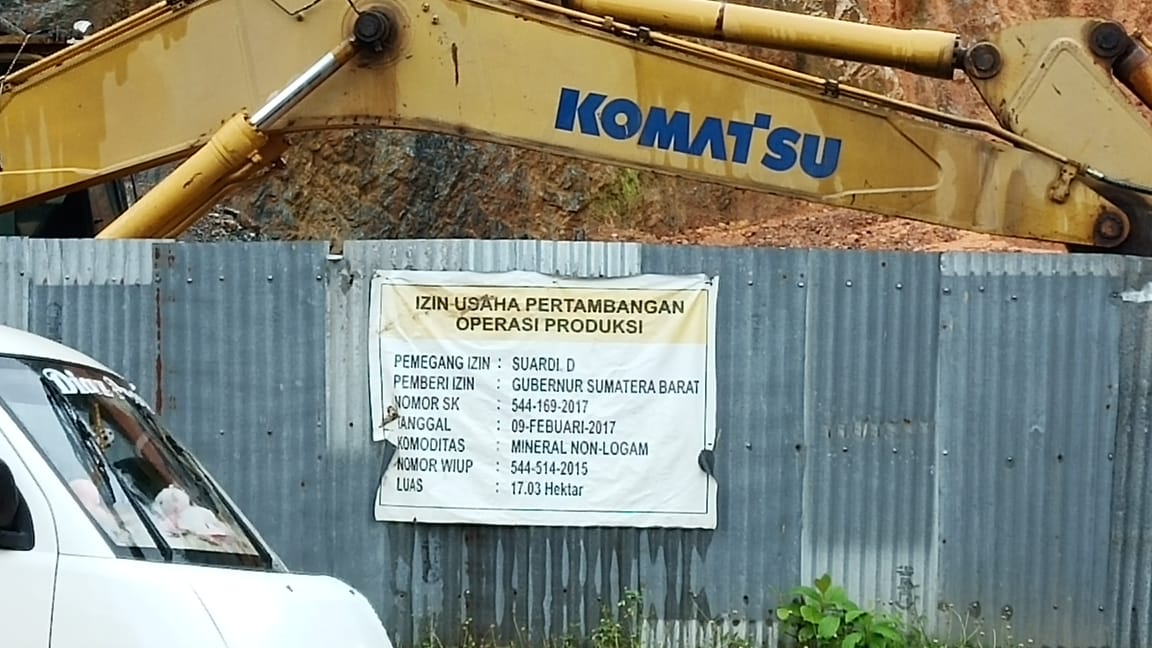 KOMATSU
IZIN USAHA PERTAMBANGAN
OPERASI PRODUKSI
PEMEGANG IZIN : SUARDI. D
PEMBERI IZIN : GUBERNUR SUMATERA BARAT
NOMOR SK : 544-169-2017
TANGGAL : 09-FEBUARI-2017
KOMODITAS : MINERAL NON-LOGAM
NOMOR WIUP : 544-514-2015
LUAS : 17.03 Hektar